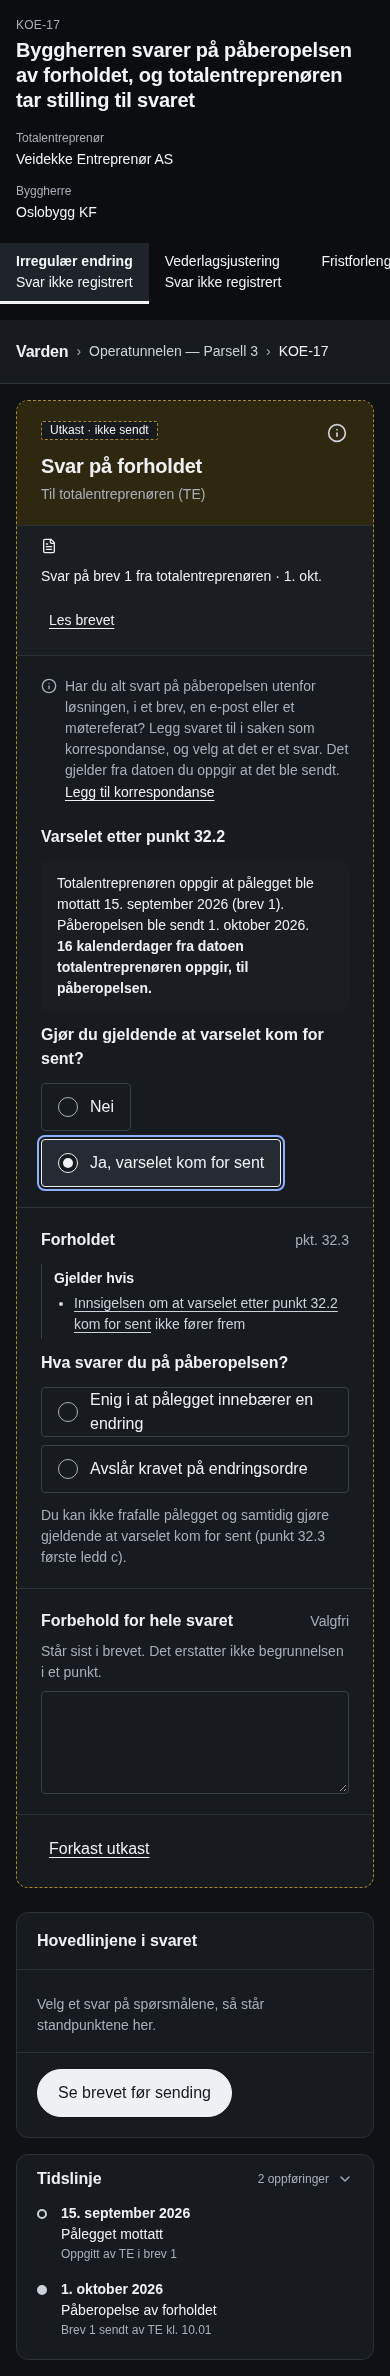 KOE-17
Byggherren svarer på påberopelsen
av forholdet, og totalentreprenøren
tar stilling til svaret
Totalentreprenør
Veidekke Entreprenør AS
Byggherre
Oslobygg KF
Irregulær endring
Svar ikke registrert
Vederlagsjustering
Svar ikke registrert
Fristforleng
Varden › Operatunnelen — Parsell 3 › KOE-17
Utkast · ikke sendt
Svar på forholdet
Til totalentreprenøren (TE)
Svar på brev 1 fra totalentreprenøren · 1. okt.
Les brevet
Har du alt svart på påberopelsen utenfor
løsningen, i et brev, en e-post eller et
møtereferat? Legg svaret til i saken som
korrespondanse, og velg at det er et svar. Det
gjelder fra datoen du oppgir at det ble sendt.
Legg til korrespondanse
Varselet etter punkt 32.2
Totalentreprenøren oppgir at pålegget ble
mottatt 15. september 2026 (brev 1).
Påberopelsen ble sendt 1. oktober 2026.
16 kalenderdager fra datoen
totalentreprenøren oppgir, til
påberopelsen.
Gjør du gjeldende at varselet kom for
sent?
Nei
Ja, varselet kom for sent
Forholdet pkt. 32.3
Gjelder hvis
• Innsigelsen om at varselet etter punkt 32.2
kom for sent ikke fører frem
Hva svarer du på påberopelsen?
Enig i at pålegget innebærer en
endring
Avslår kravet på endringsordre
Du kan ikke frafalle pålegget og samtidig gjøre
gjeldende at varselet kom for sent (punkt 32.3
første ledd c).
Forbehold for hele svaret Valgfri
Står sist i brevet. Det erstatter ikke begrunnelsen
i et punkt.
Forkast utkast
Hovedlinjene i svaret
Velg et svar på spørsmålene, så står
standpunktene her.
Se brevet før sending
Tidslinje 2 oppføringer
15. september 2026
Pålegget mottatt
Oppgitt av TE i brev 1
1. oktober 2026
Påberopelse av forholdet
Brev 1 sendt av TE kl. 10.01